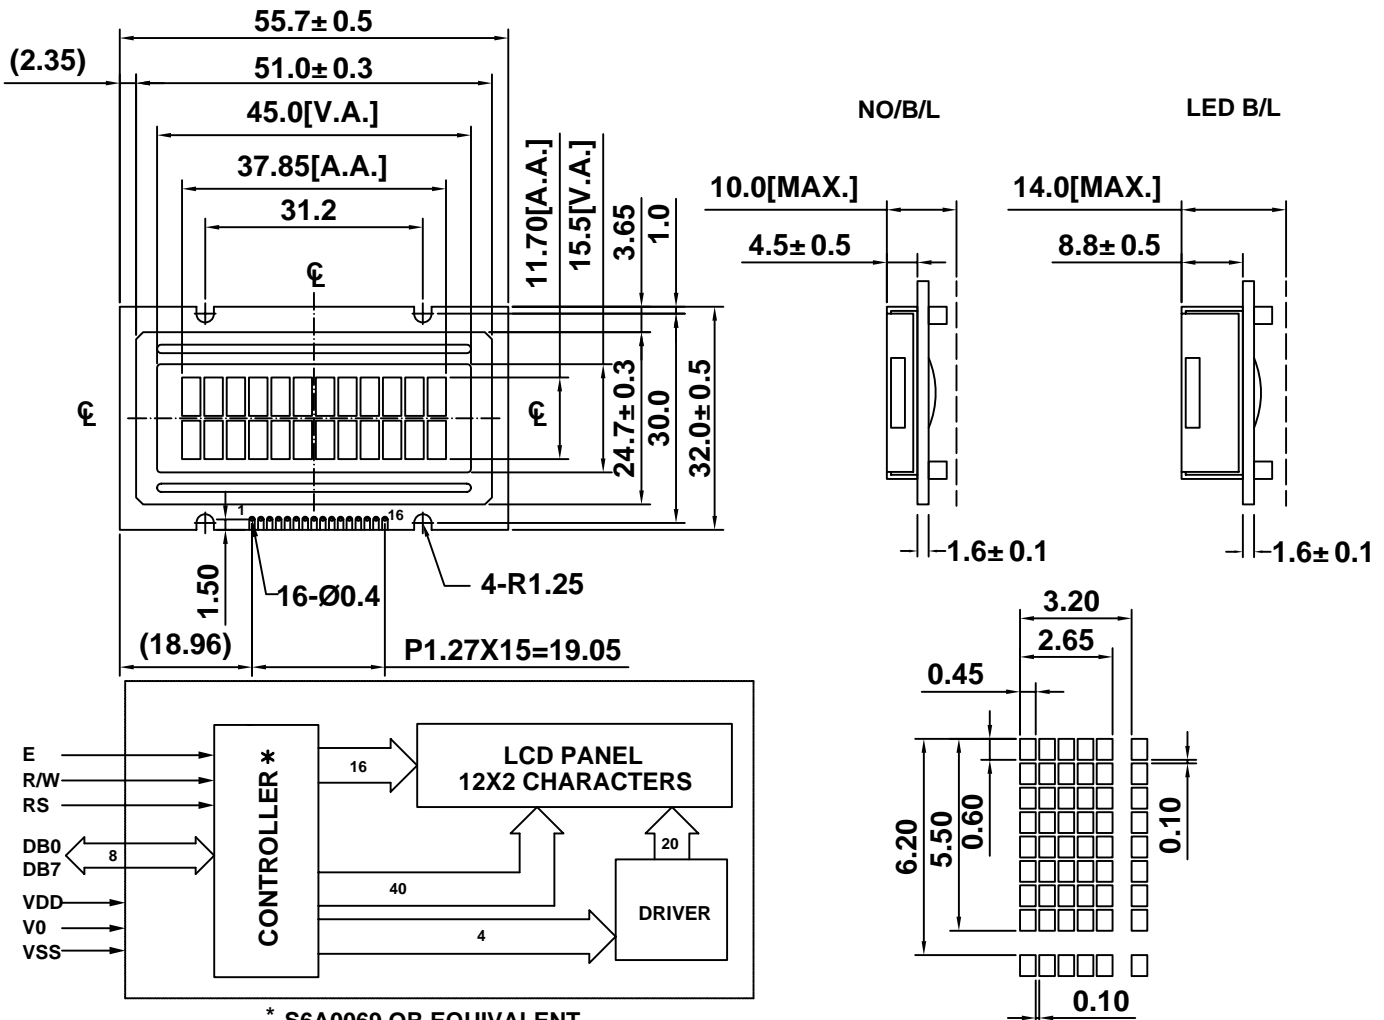 55.7± 0.5
(2.35)
51.0± 0.3
45.0[V.A.]
37.85[A.A.]
31.2
11.70[A.A.]
15.5[V.A.]
3.65
1.0
℄
℄
℄
24.7± 0.3
30.0
32.0± 0.5
1
16
1.50
16-Ø0.4
4-R1.25
(18.96)
P1.27X15=19.05
NO/B/L
LED B/L
10.0[MAX.]
14.0[MAX.]
4.5± 0.5
8.8± 0.5
1.6± 0.1
1.6± 0.1
E
R/W
RS
DB0
DB7
VDD
V0
VSS
8
CONTROLLER *
16
LCD PANEL
12X2 CHARACTERS
20
40
4
DRIVER
* S6A0069 OR EQUIVALENT
3.20
2.65
0.45
6.20
5.50
0.60
0.10
0.10